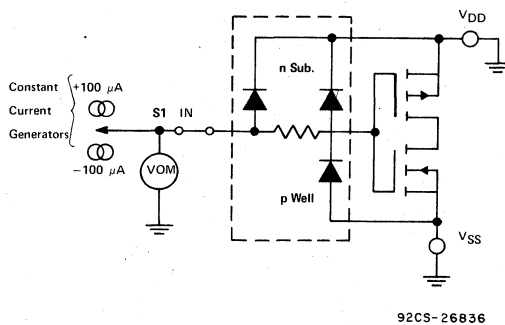 V_DD
n Sub.
Constant
Current
Generators
+100 µA
-100 µA
S1 IN
VOM
p Well
V_SS
92CS-26836